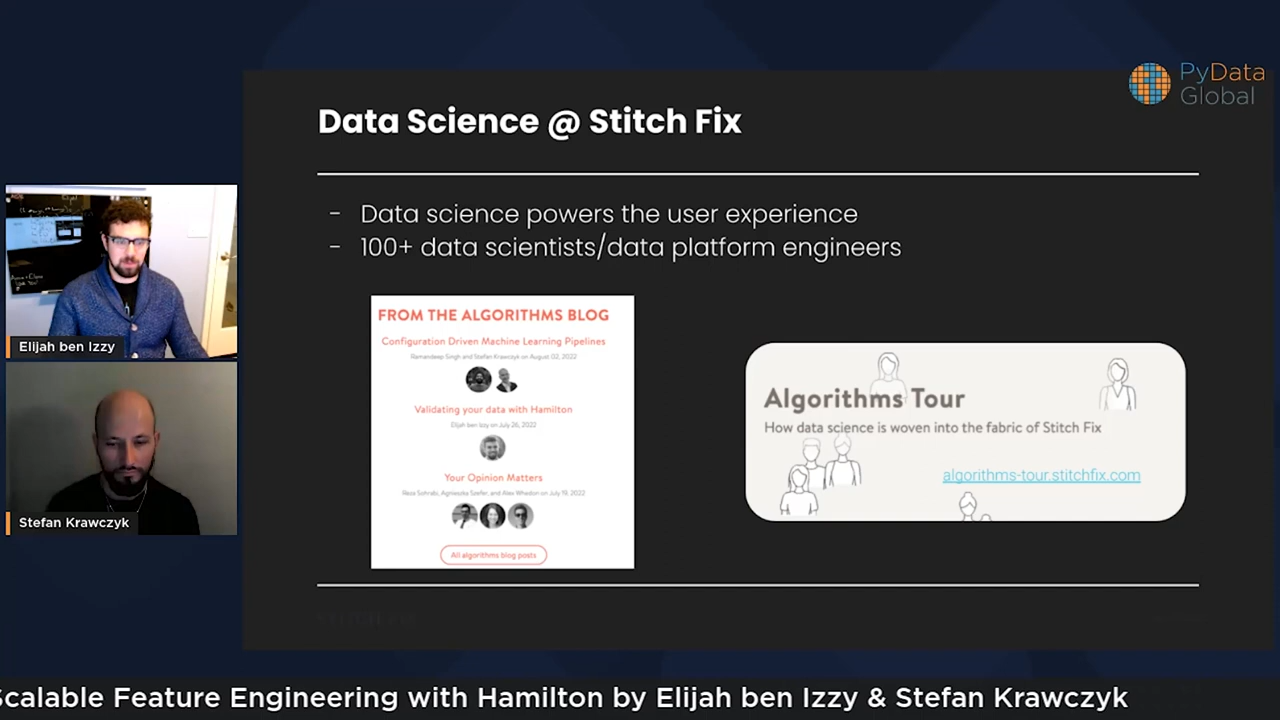 PyData
Global
Data Science @ Stitch Fix
- Data science powers the user experience
- 100+ data scientists/data platform engineers
FROM THE ALGORITHMS BLOG
Configuration Driven Machine Learning Pipelines
Ramandeep Singh and Stefan Krawczyk on August 02, 2022
Validating your data with Hamilton
Elijah ben Izzy on July 26, 2022
Your Opinion Matters
Reza Sohrabi, Agnieszka Szefer, and Alex Whedon on July 19, 2022
All algorithms blog posts
Algorithms Tour
How data science is woven into the fabric of Stitch Fix
algorithms-tour.stitchfix.com
Elijah ben Izzy
Stefan Krawczyk
Scalable Feature Engineering with Hamilton by Elijah ben Izzy & Stefan Krawczyk